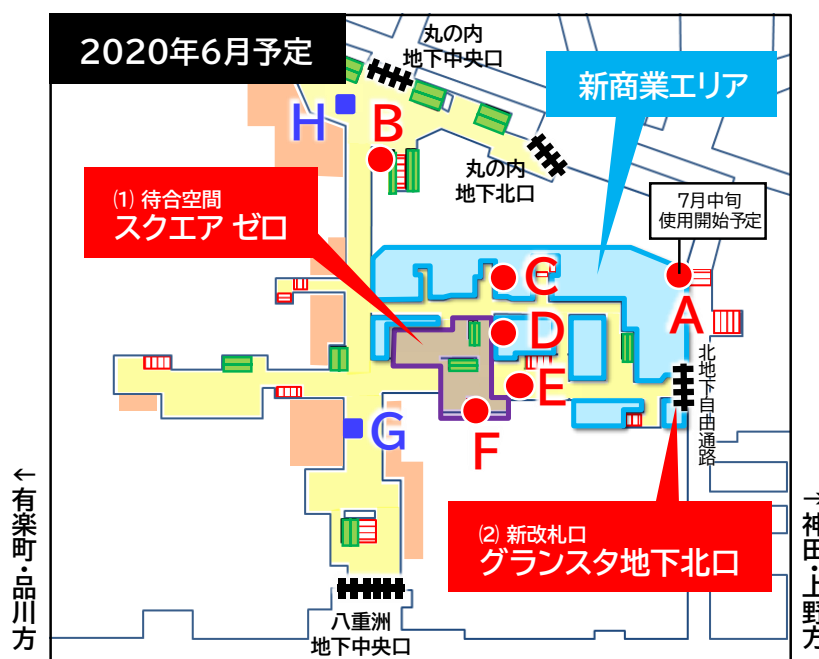 2020年6月予定
丸の内
地下中央口
新商業エリア
H
B
丸の内
地下北口
(1) 待合空間
スクエア ゼロ
7月中旬
使用開始予定
C
A
D
E
北地下自由通路
F
G
←有楽町・品川方
(2) 新改札口
グランスタ地下北口
→神田・上野方
八重洲
地下中央口